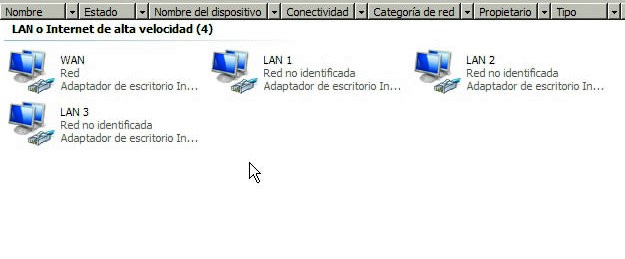 Nombre Estado Nombre del dispositivo Conectividad Categoría de red Propietario Tipo
LAN o Internet de alta velocidad (4)
WAN
Red
Adaptador de escritorio In...
LAN 1
Red no identificada
Adaptador de escritorio In...
LAN 2
Red no identificada
Adaptador de escritorio In...
LAN 3
Red no identificada
Adaptador de escritorio In...